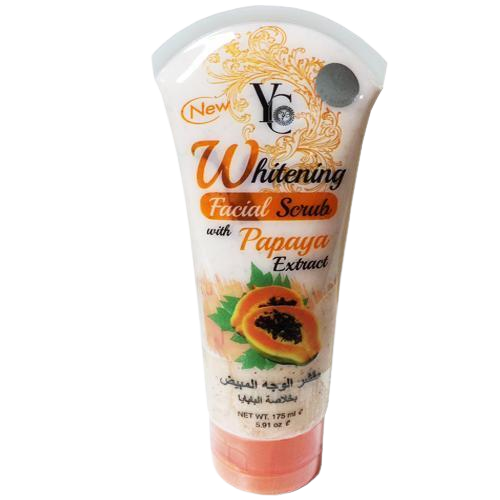 New
YC
Whitening
Facial Scrub
with Papaya
Extract
مقشر الوجه المبيض
بخلاصة البابايا
NET WT. 175 ml ℮
5.91 oz ℮